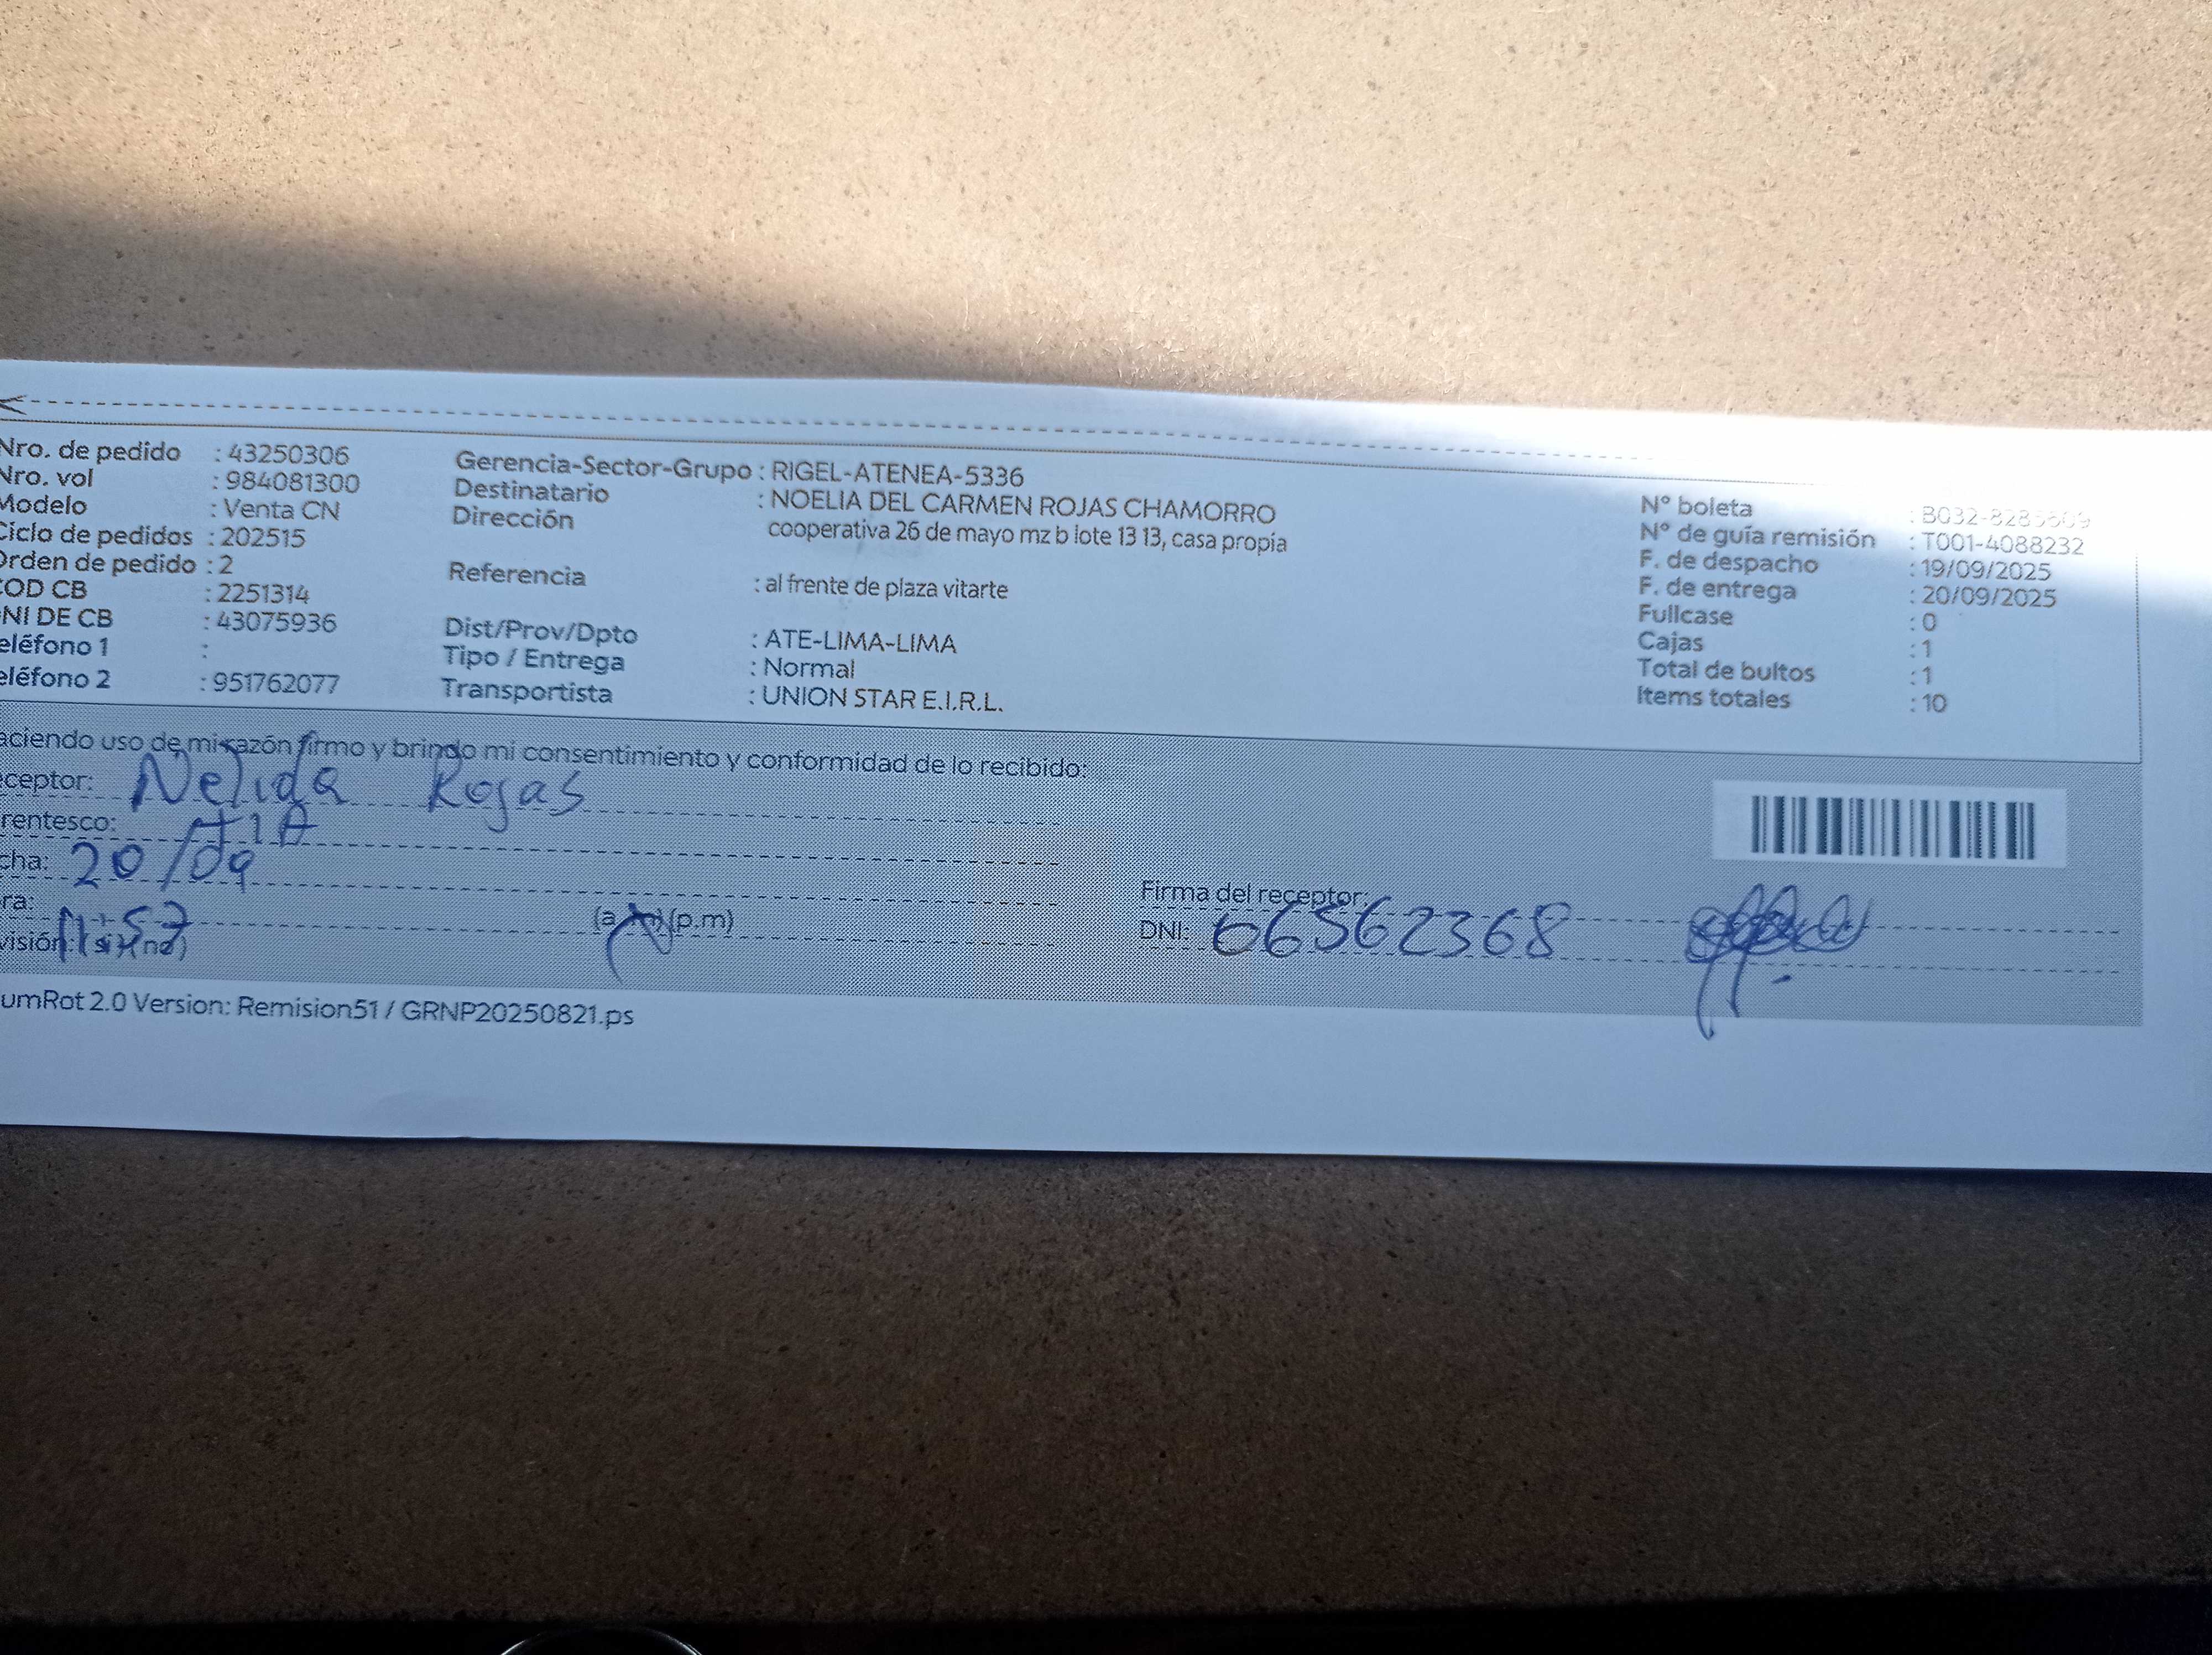 Nro. de pedido : 43250306
Nro. vol : 984081300
Modelo : Venta CN
Ciclo de pedidos : 202515
Orden de pedido : 2
OD CB : 2251314
NI DE CB : 43075936
eléfono 1 :
eléfono 2 : 951762077
Gerencia-Sector-Grupo : RIGEL-ATENEA-5336
Destinatario : NOELIA DEL CARMEN ROJAS CHAMORRO
Dirección cooperativa 26 de mayo mz b lote 13 13, casa propia
Referencia : al frente de plaza vitarte
Dist/Prov/Dpto : ATE-LIMA-LIMA
Tipo / Entrega : Normal
Transportista : UNION STAR E.I.R.L.
N° boleta
N° de guía remisión : T001-4088232
F. de despacho : 19/09/2025
F. de entrega : 20/09/2025
Fullcase : 0
Cajas : 1
Total de bultos : 1
Items totales : 10
aciendo uso de mi razón firmo y brindo mi consentimiento y conformidad de lo recibido:
ceptor: Nelida Rojas
rentesco: tiA
cha: 20/09
ra: 11:57 (a.m) (p.m)
visión: (si) (no)
Firma del receptor:
DNI: 06562368
umRot 2.0 Version: Remision51 / GRNP20250821.ps